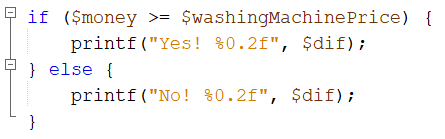 if ($money >= $washingMachinePrice) {
    printf("Yes! %0.2f", $dif);
} else {
    printf("No! %0.2f", $dif);
}